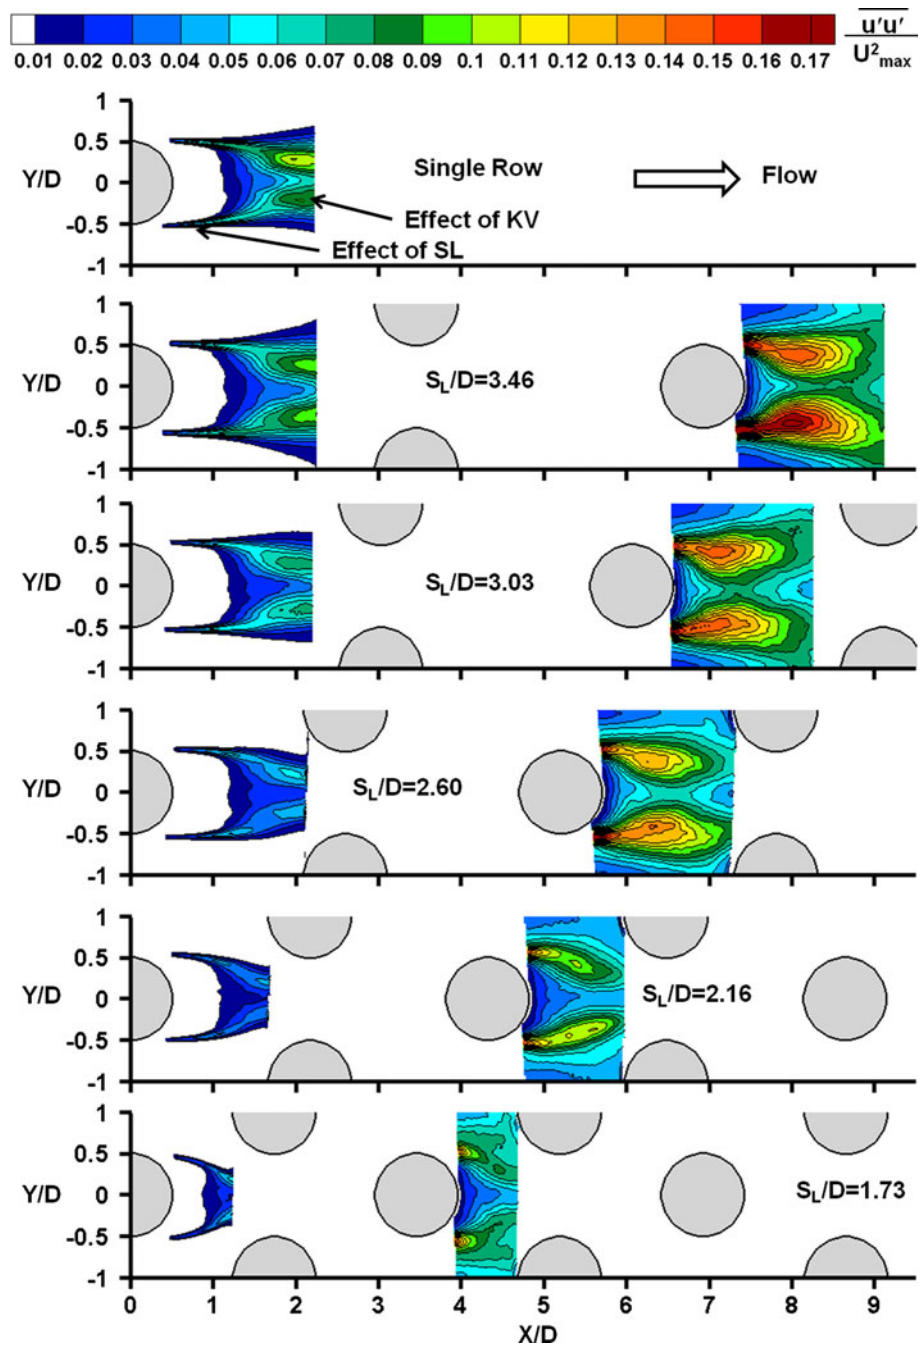 u'u'
U²max
0.01 0.02 0.03 0.04 0.05 0.06 0.07 0.08 0.09 0.1 0.11 0.12 0.13 0.14 0.15 0.16 0.17
1
0.5
Y/D 0
-0.5
-1
Single Row
Flow
Effect of KV
Effect of SL
1
0.5
Y/D 0
-0.5
-1
S_L/D=3.46
1
0.5
Y/D 0
-0.5
-1
S_L/D=3.03
1
0.5
Y/D 0
-0.5
-1
S_L/D=2.60
1
0.5
Y/D 0
-0.5
-1
S_L/D=2.16
1
0.5
Y/D 0
-0.5
-1
S_L/D=1.73
0 1 2 3 4 5 6 7 8 9
X/D